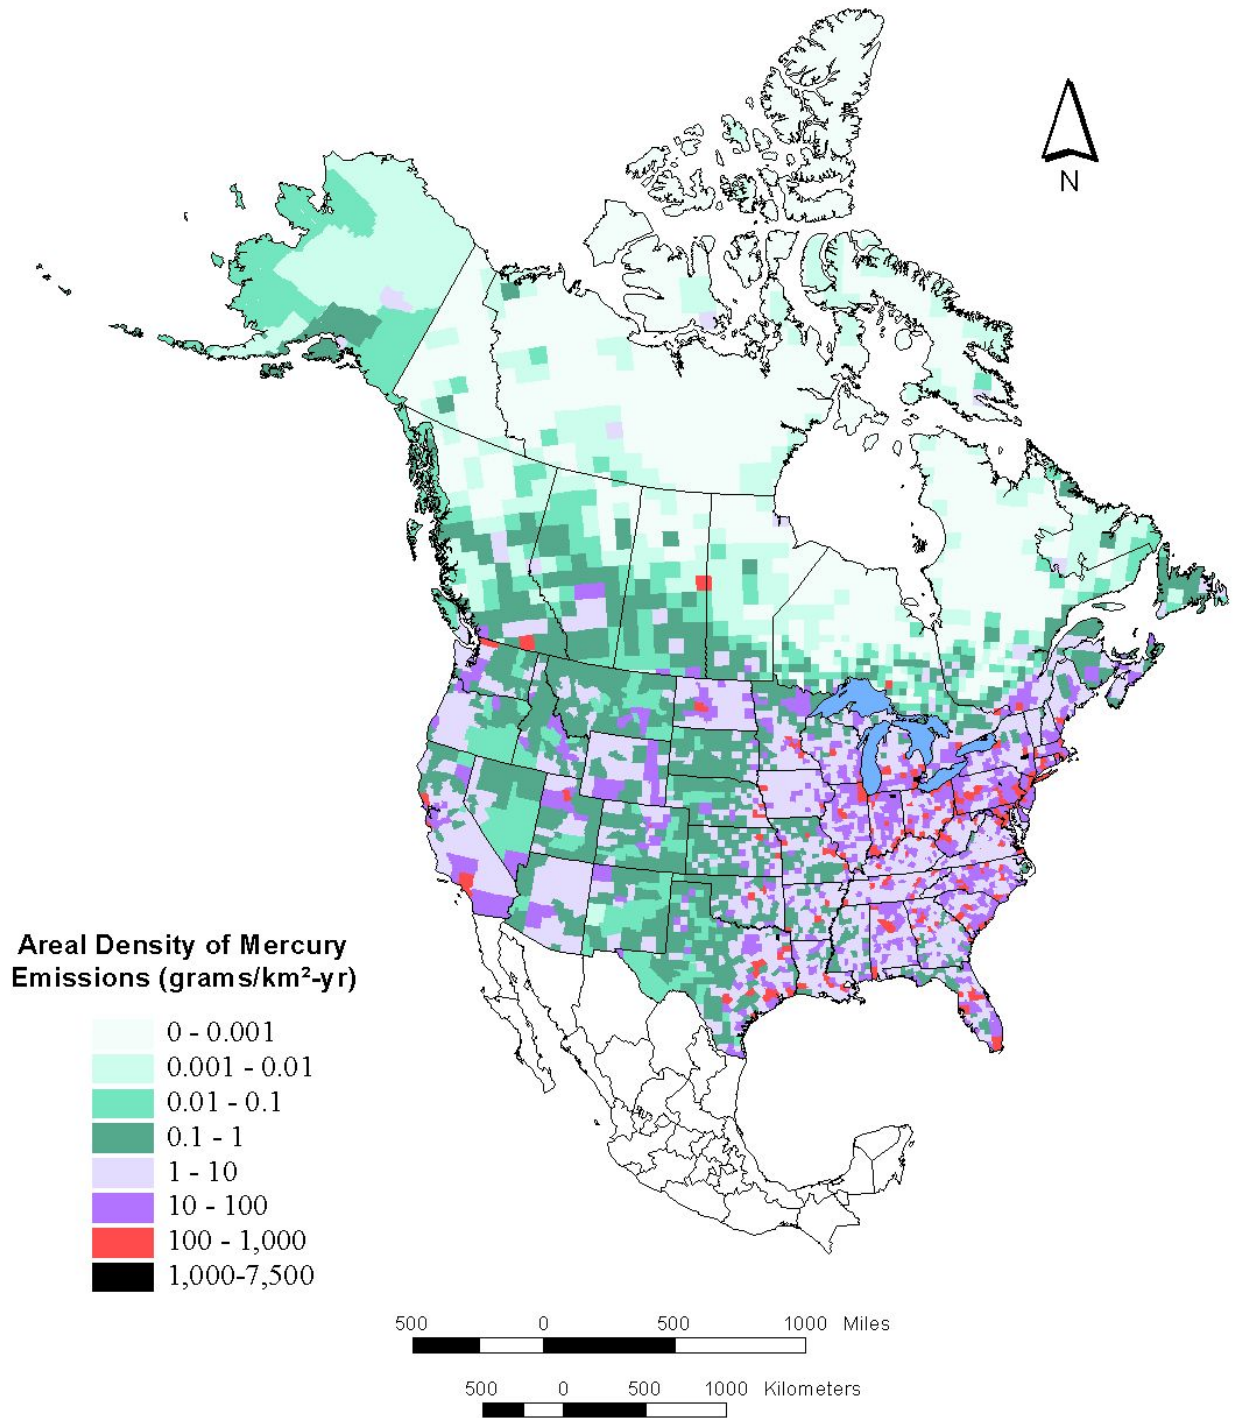 N
Areal Density of Mercury
Emissions (grams/km²-yr)
0 - 0.001
0.001 - 0.01
0.01 - 0.1
0.1 - 1
1 - 10
10 - 100
100 - 1,000
1,000-7,500
500 0 500 1000 Miles
500 0 500 1000 Kilometers